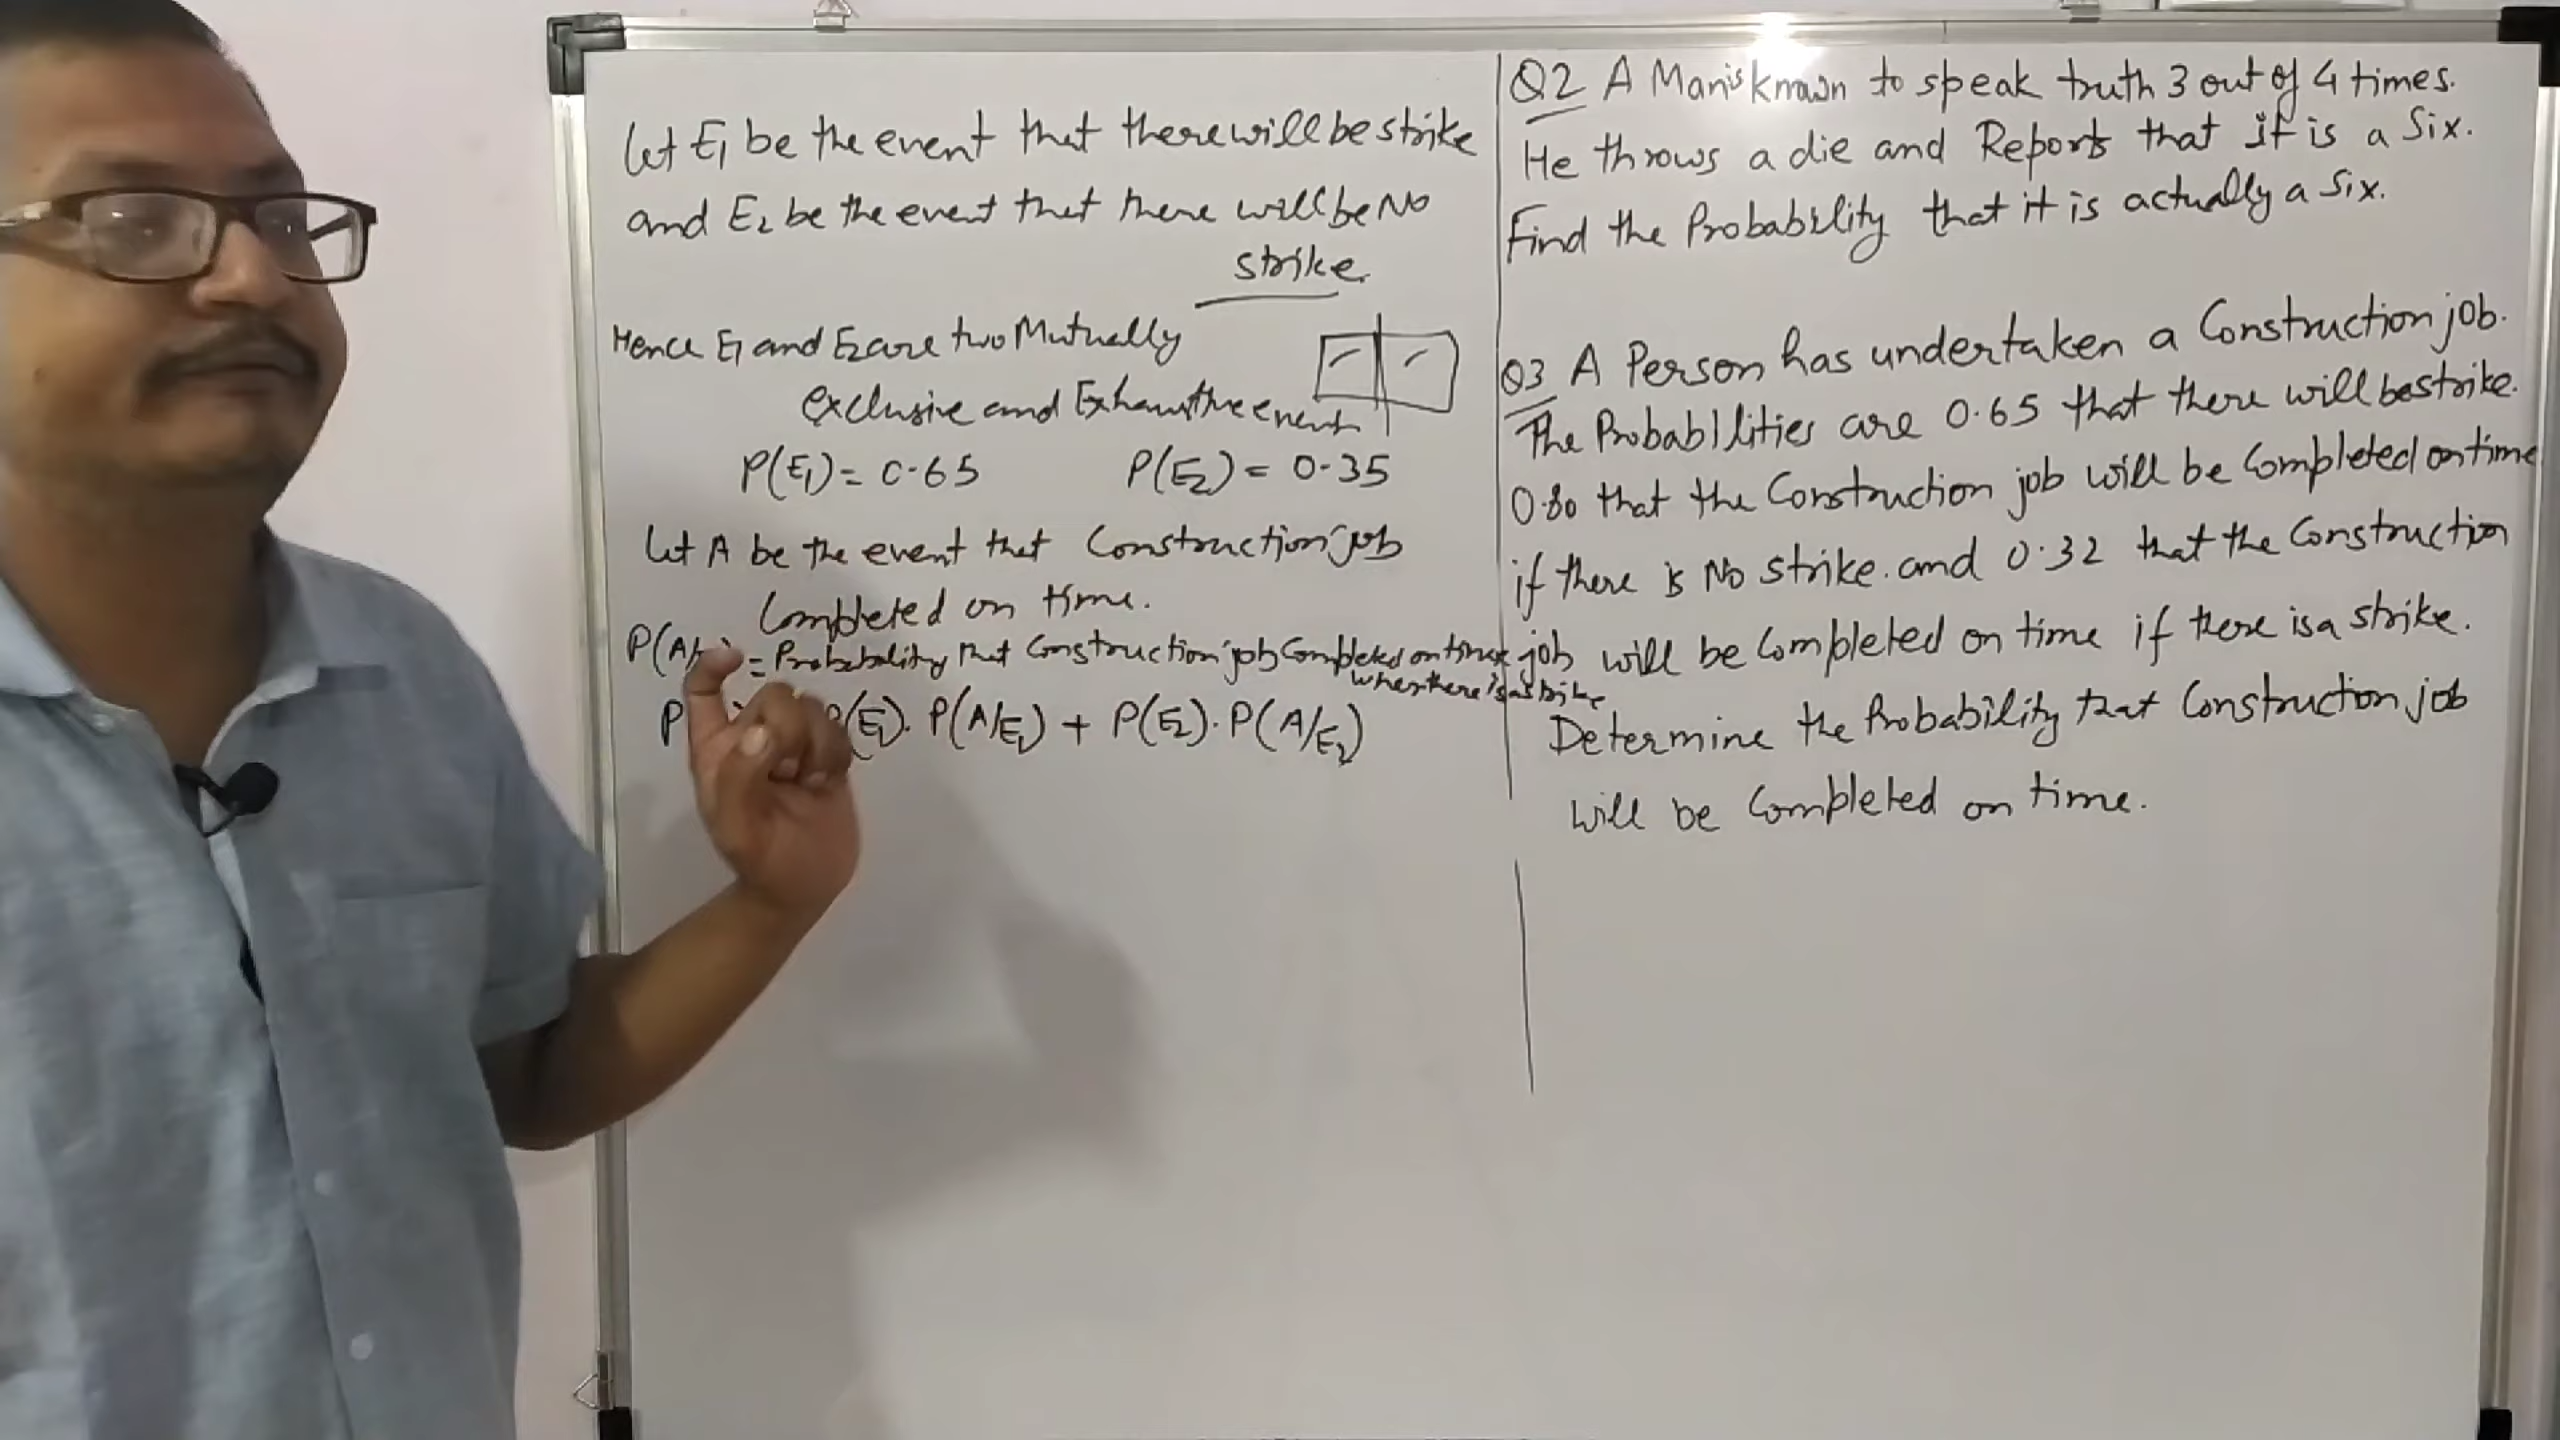 Let E1 be the event that there will be strike
and E2 be the event that there will be No
strike.
Hence E1 and E2 are two Mutually
exclusive and Exhaustive event
P(E1) = 0.65 P(E2) = 0.35
Let A be the event that Construction job
Completed on time.
P(A/ = Probability that Construction job Completed on time
when there is a strike
P P(E1). P(A/E1) + P(E2). P(A/E2)
Q2 A Man is known to speak truth 3 out of 4 times.
He throws a die and Reports that it is a Six.
Find the Probability that it is actually a Six.
Q3 A Person has undertaken a Construction job.
The Probabilities are 0.65 that there will be strike.
0.80 that the Construction job will be Completed on time
if there is No strike. and 0.32 that the Construction
job will be Completed on time if there is a strike.
Determine the Probability that Construction job
will be Completed on time.